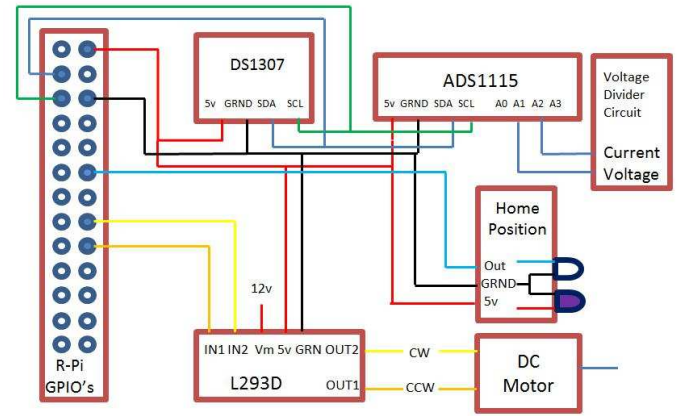 DS1307
5v GRND SDA SCL
ADS1115
5v GRND SDA SCL A0 A1 A2 A3
Voltage
Divider
Circuit
Current
Voltage
Home
Position
Out
GRND
5v
12v
IN1 IN2 Vm 5v GRN OUT2
OUT1
L293D
CW
CCW
DC
Motor
R-Pi
GPIO's